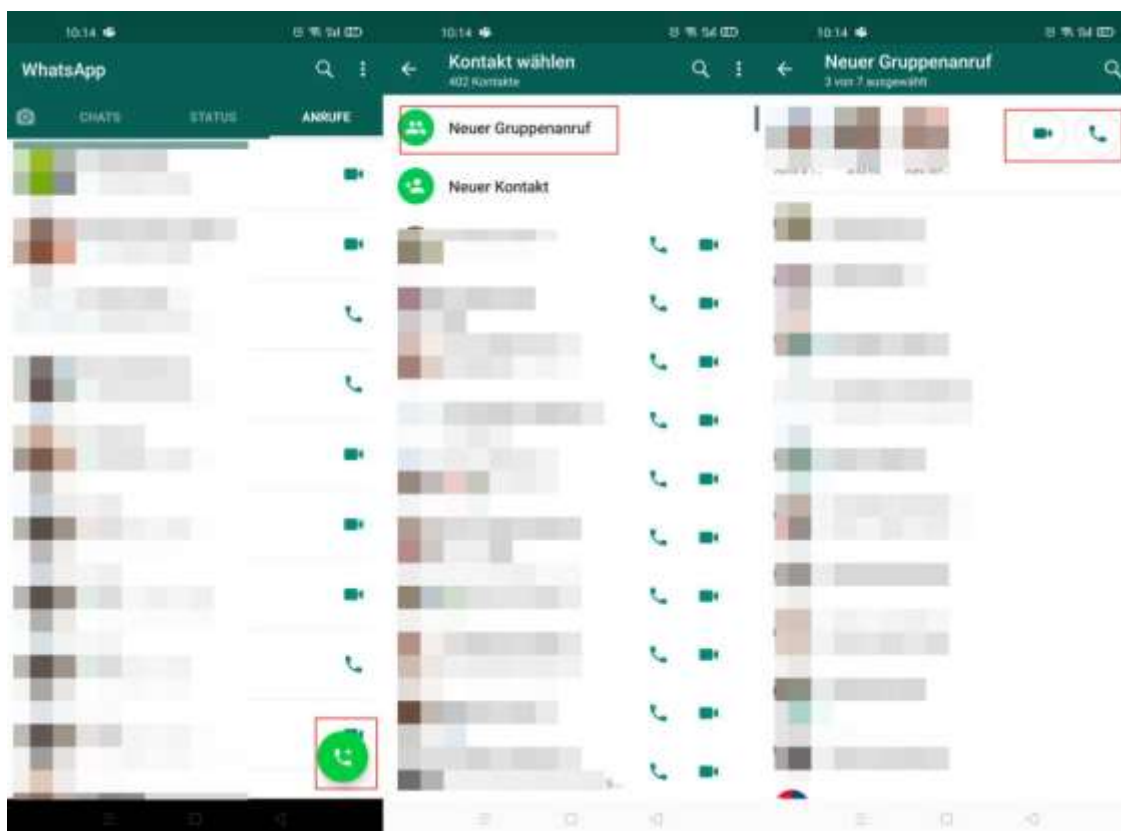 10:14
WhatsApp
CHATS STATUS ANRUFE
10:14
Kontakt wählen
402 Kontakte
Neuer Gruppenanruf
Neuer Kontakt
10:14
Neuer Gruppenanruf
3 von 7 ausgewählt